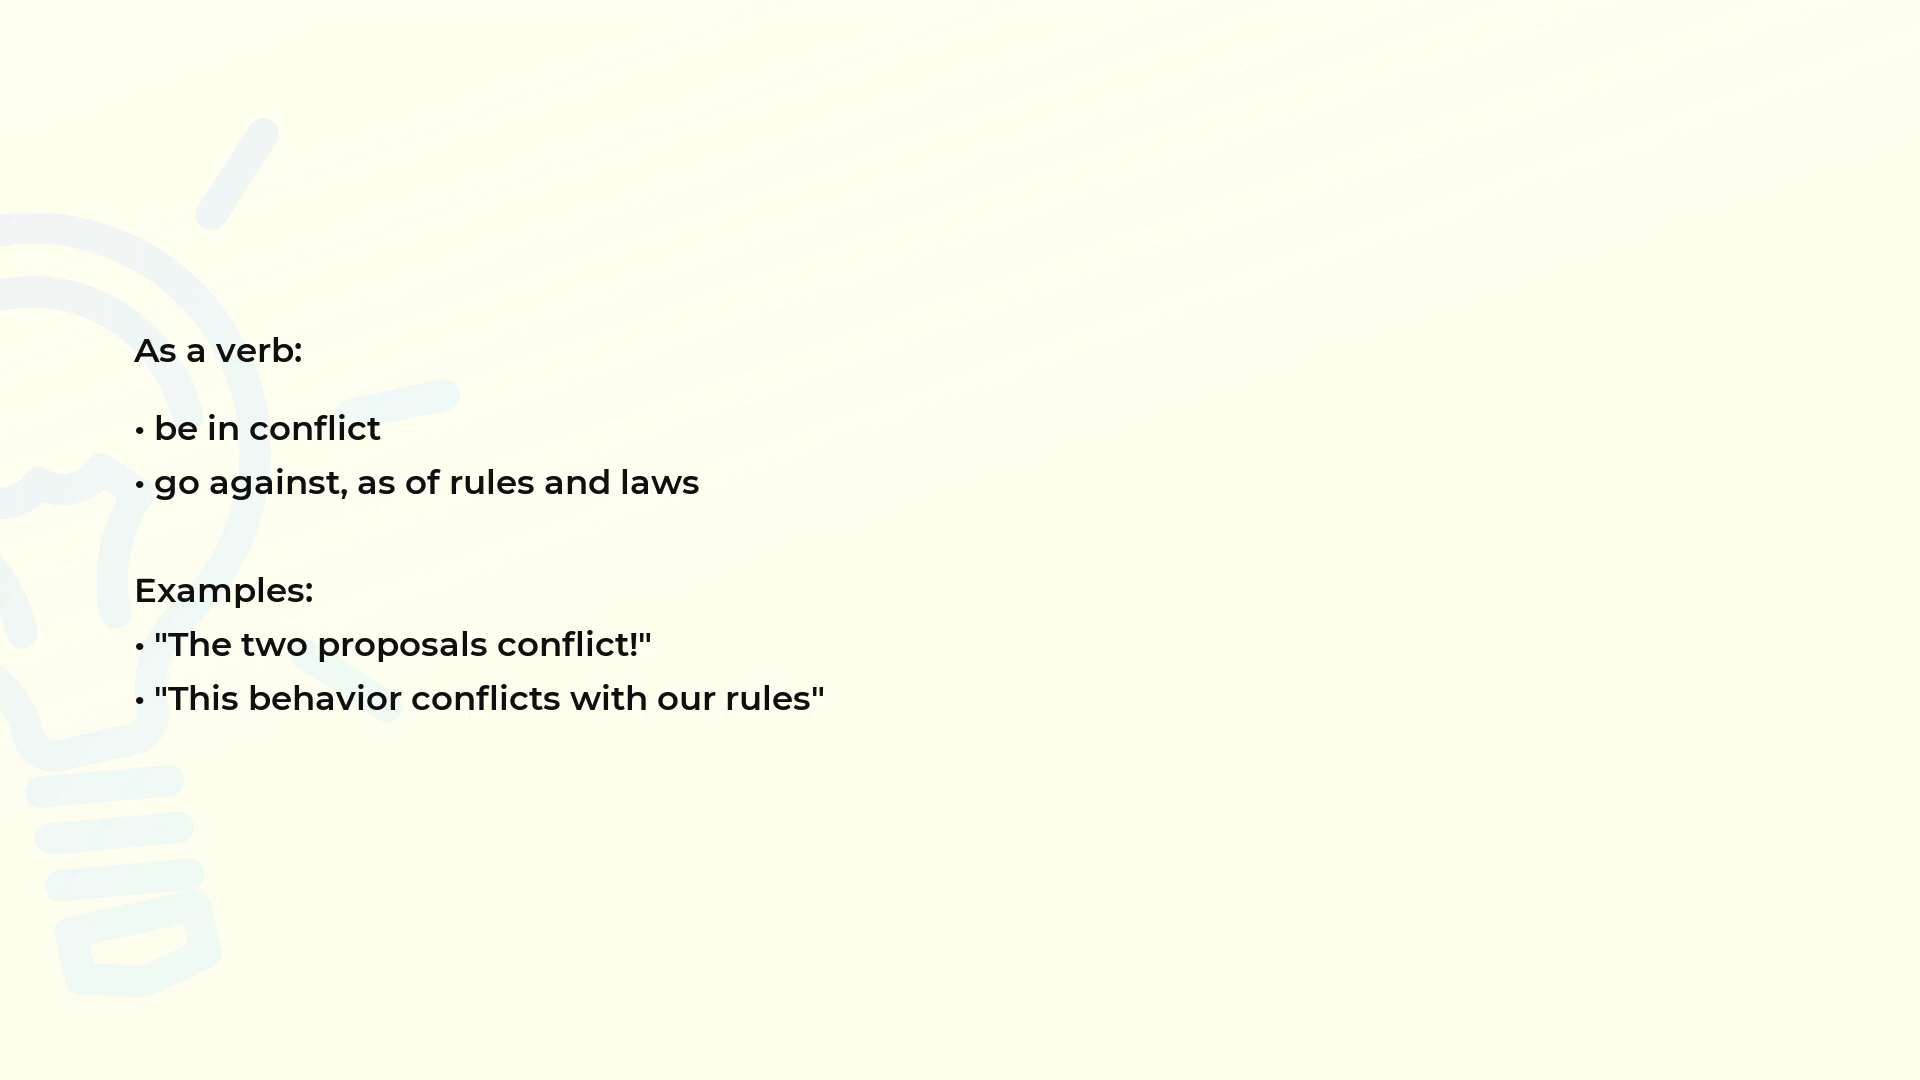 As a verb:
• be in conflict
• go against, as of rules and laws
Examples:
• "The two proposals conflict!"
• "This behavior conflicts with our rules"